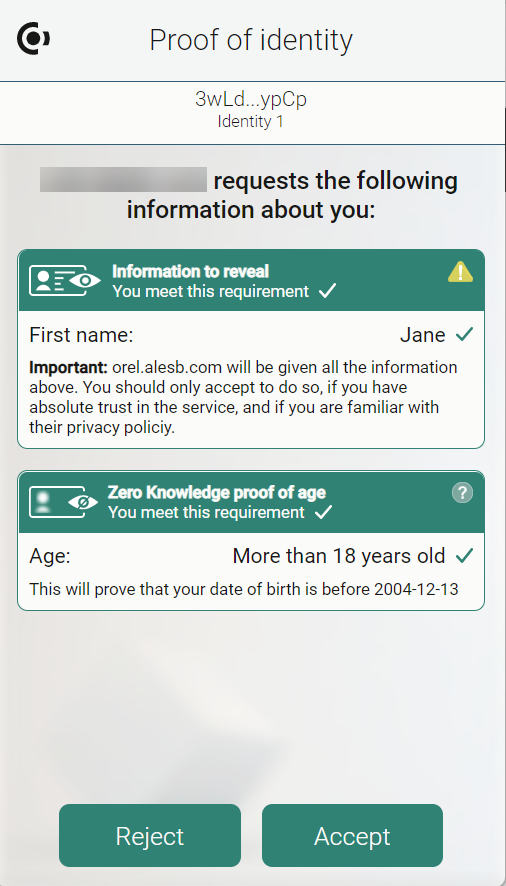 Proof of identity
3wLd...ypCp
Identity 1
requests the following
information about you:
Information to reveal
You meet this requirement
First name: Jane
Important: orel.alesb.com will be given all the information
above. You should only accept to do so, if you have
absolute trust in the service, and if you are familiar with
their privacy policiy.
Zero Knowledge proof of age
?
You meet this requirement
Age: More than 18 years old
This will prove that your date of birth is before 2004-12-13
Reject Accept